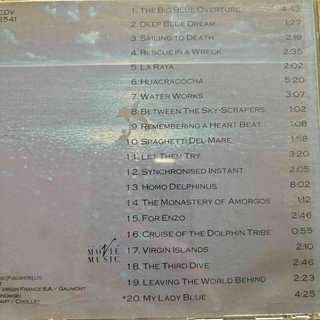 CDV
2541
1. THE BIG BLUE OVERTURE 4:43
2. DEEP BLUE DREAM 1:27
3. SAILING TO DEATH 2:19
4. RESCUE IN A WRECK 2:35
5. LA RAYA 2:02
6. HUACRACOCHA 5:20
7. WATER WORKS 3:07
8. BETWEEN THE SKY-SCRAPERS 1:08
9. REMEMBERING A HEART BEAT 1:08
10. SPAGHETTI DEL MARE 1:58
11. LET THEM TRY 3:20
12. SYNCHRONISED INSTANT 2:05
13. HOMO DELPHINUS 8:02
14. THE MONASTERY OF AMORGOS 1:12
15. FOR ENZO 2:46
16. CRUISE OF THE DOLPHIN TRIBE 0:55
17. VIRGIN ISLANDS 2:10
18. THE THIRD DIVE 2:41
19. LEAVING THE WORLD BEHIND 2:23
*20. MY LADY BLUE 4:25
MOVIE
MUSIC
VIRGIN FRANCE S.A. / GAUMONT
/ CHOLLET